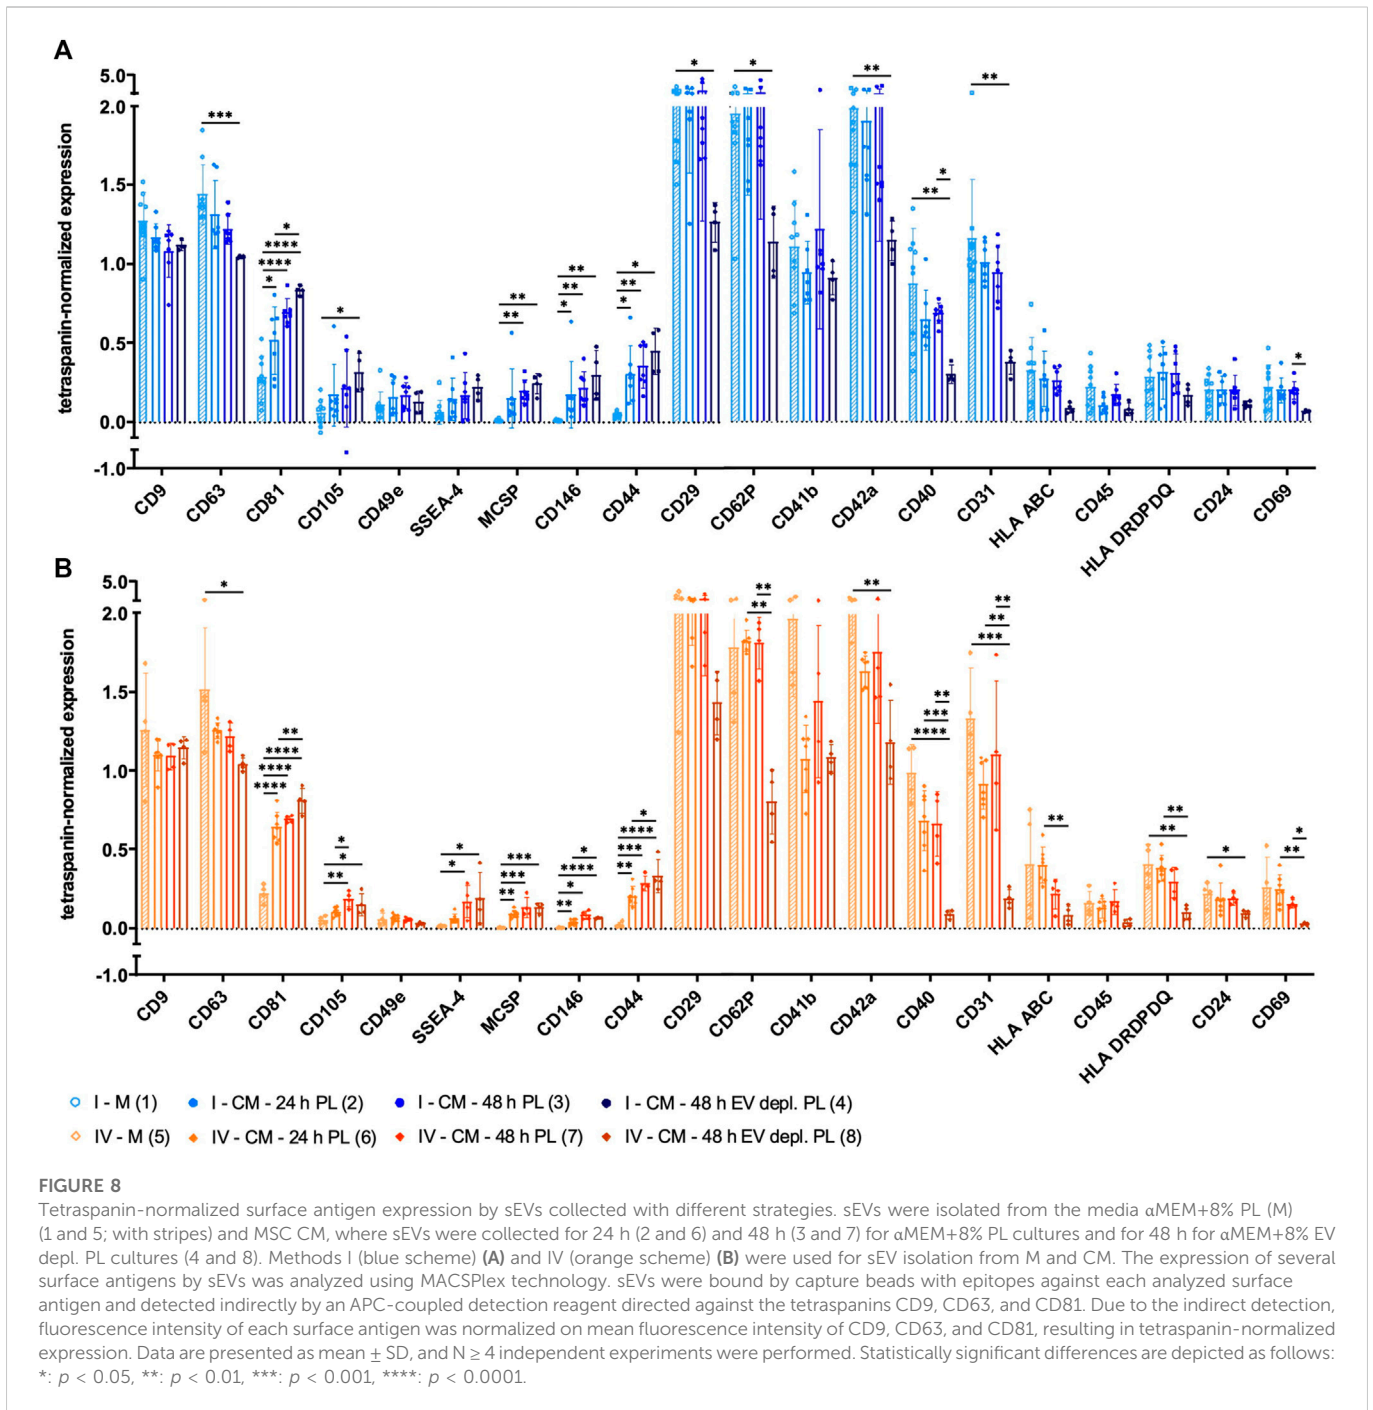 A
tetraspanin-normalized expression
5.0
2.0
1.5
1.0
0.5
0.0
-1.0
*** * **** **** * * ** ** ** ** * * ** * * * ** ** * ** *
CD9 CD63 CD81 CD105 CD49e SSEA-4 MCSP CD146 CD44 CD29 CD62P CD41b CD42a CD40 CD31 HLA ABC CD45 HLA DRDPDQ CD24 CD69
B
tetraspanin-normalized expression
5.0
2.0
1.5
1.0
0.5
0.0
-1.0
* ** **** **** **** * * ** * * *** *** ** * **** * ** * **** *** ** ** ** ** ** *** **** ** ** *** ** ** ** * * **
CD9 CD63 CD81 CD105 CD49e SSEA-4 MCSP CD146 CD44 CD29 CD62P CD41b CD42a CD40 CD31 HLA ABC CD45 HLA DRDPDQ CD24 CD69
I - M (1) I - CM - 24 h PL (2) I - CM - 48 h PL (3) I - CM - 48 h EV depl. PL (4)
IV - M (5) IV - CM - 24 h PL (6) IV - CM - 48 h PL (7) IV - CM - 48 h EV depl. PL (8)
FIGURE 8
Tetraspanin-normalized surface antigen expression by sEVs collected with different strategies. sEVs were isolated from the media αMEM+8% PL (M)
(1 and 5; with stripes) and MSC CM, where sEVs were collected for 24 h (2 and 6) and 48 h (3 and 7) for αMEM+8% PL cultures and for 48 h for αMEM+8% EV
depl. PL cultures (4 and 8). Methods I (blue scheme) (A) and IV (orange scheme) (B) were used for sEV isolation from M and CM. The expression of several
surface antigens by sEVs was analyzed using MACSPlex technology. sEVs were bound by capture beads with epitopes against each analyzed surface
antigen and detected indirectly by an APC-coupled detection reagent directed against the tetraspanins CD9, CD63, and CD81. Due to the indirect detection,
fluorescence intensity of each surface antigen was normalized on mean fluorescence intensity of CD9, CD63, and CD81, resulting in tetraspanin-normalized
expression. Data are presented as mean ± SD, and N ≥ 4 independent experiments were performed. Statistically significant differences are depicted as follows:
*: p < 0.05, **: p < 0.01, ***: p < 0.001, ****: p < 0.0001.